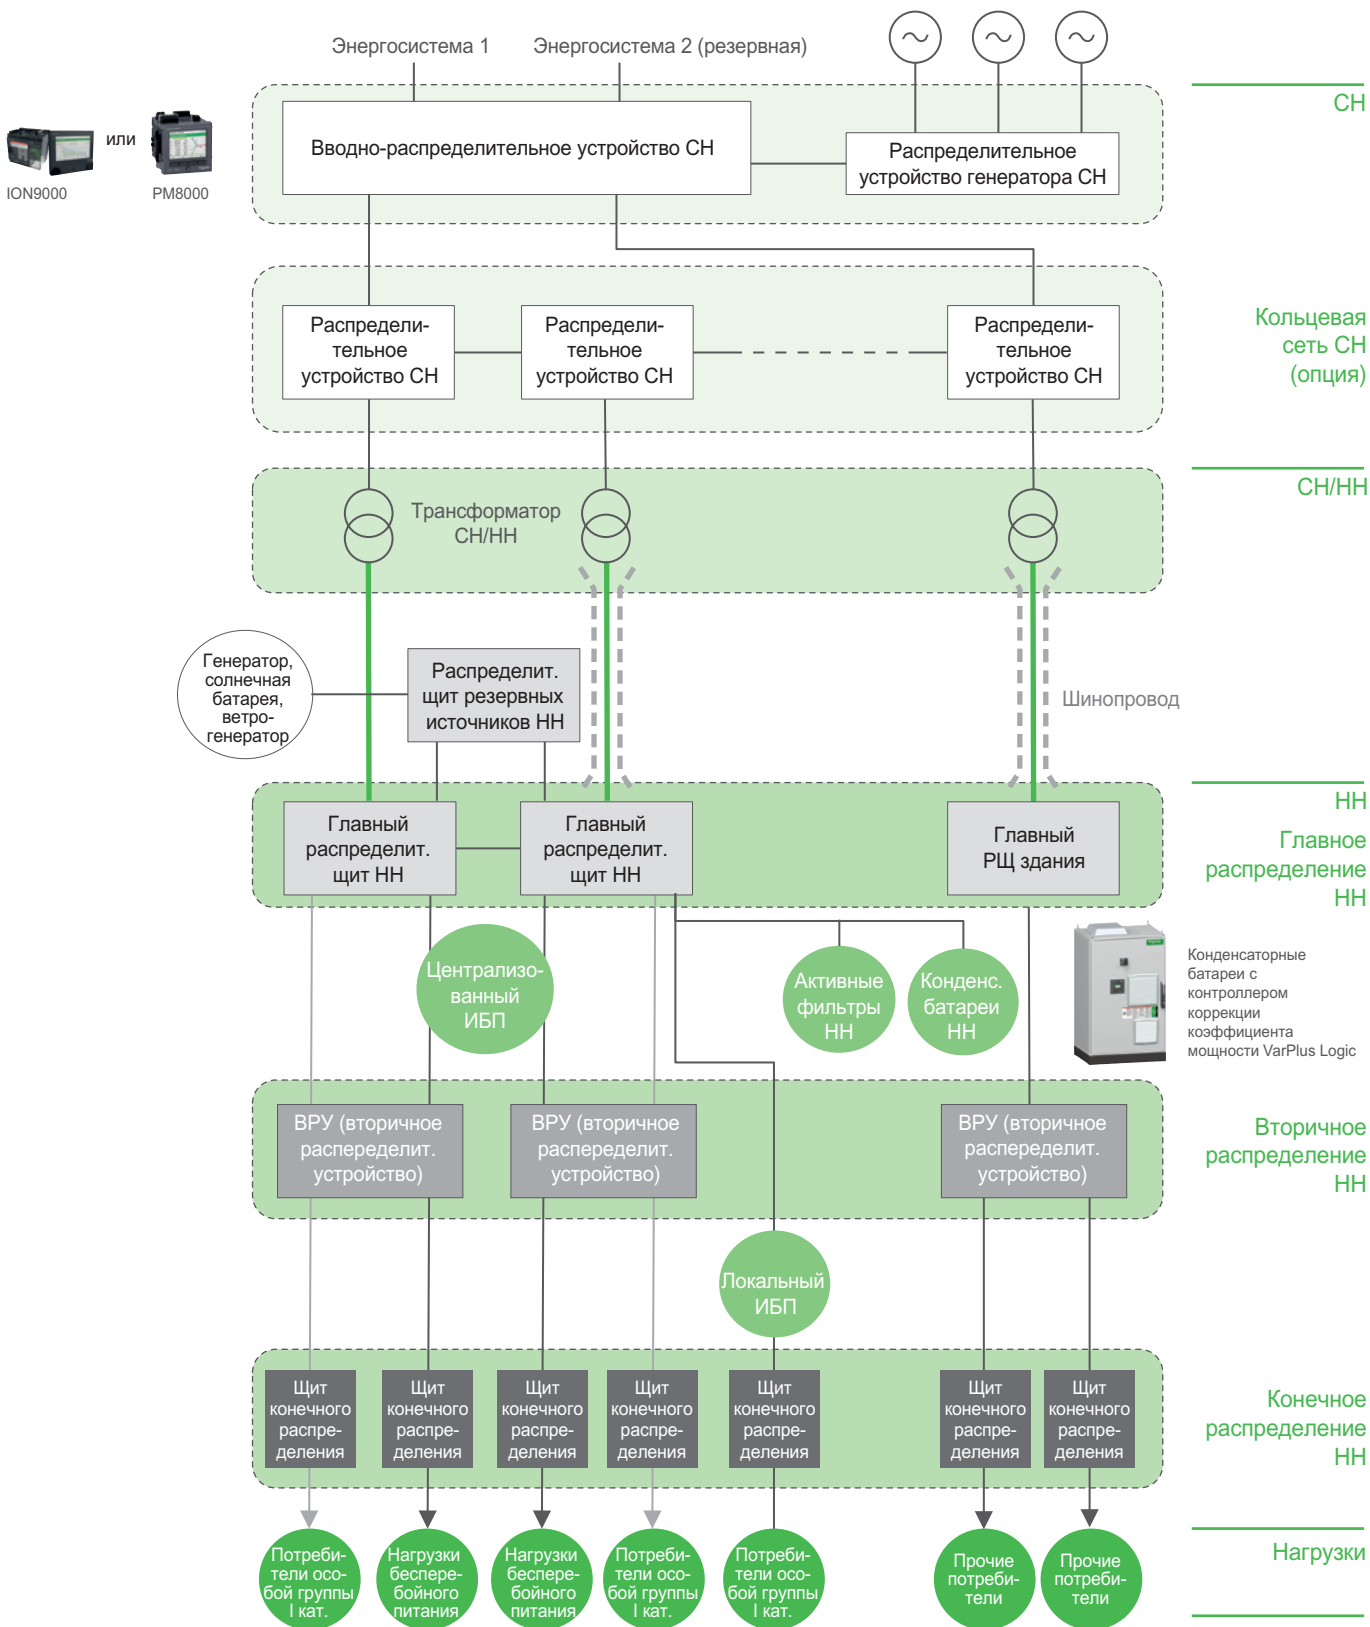 Энергосистема 1
Энергосистема 2 (резервная)
СН
или
ION9000
PM8000
Вводно-распределительное устройство СН
Распределительное
устройство генератора СН
Распредели-
тельное
устройство СН
Распредели-
тельное
устройство СН
Распредели-
тельное
устройство СН
Кольцевая
сеть СН
(опция)
Трансформатор
СН/НН
СН/НН
Генератор,
солнечная
батарея,
ветро-
генератор
Распределит.
щит резервных
источников НН
Шинопровод
НН
Главный
распределит.
щит НН
Главный
распределит.
щит НН
Главный
РЩ здания
Главное
распределение
НН
Централизо-
ванный
ИБП
Активные
фильтры
НН
Конденс.
батареи
НН
Конденсаторные
батареи с
контроллером
коррекции
коэффициента
мощности VarPlus Logic
ВРУ (вторичное
распеределит.
устройство)
ВРУ (вторичное
распеределит.
устройство)
ВРУ (вторичное
распеределит.
устройство)
Вторичное
распределение
НН
Локальный
ИБП
Щит
конечного
распре-
деления
Щит
конечного
распре-
деления
Щит
конечного
распре-
деления
Щит
конечного
распре-
деления
Щит
конечного
распре-
деления
Щит
конечного
распре-
деления
Щит
конечного
распре-
деления
Конечное
распределение
НН
Потреби-
тели осо-
бой группы
I кат.
Нагрузки
бесперe-
бойного
питания
Нагрузки
бесперe-
бойного
питания
Потреби-
тели осо-
бой группы
I кат.
Потреби-
тели осо-
бой группы
I кат.
Прочие
потреби-
тели
Прочие
потреби-
тели
Нагрузки